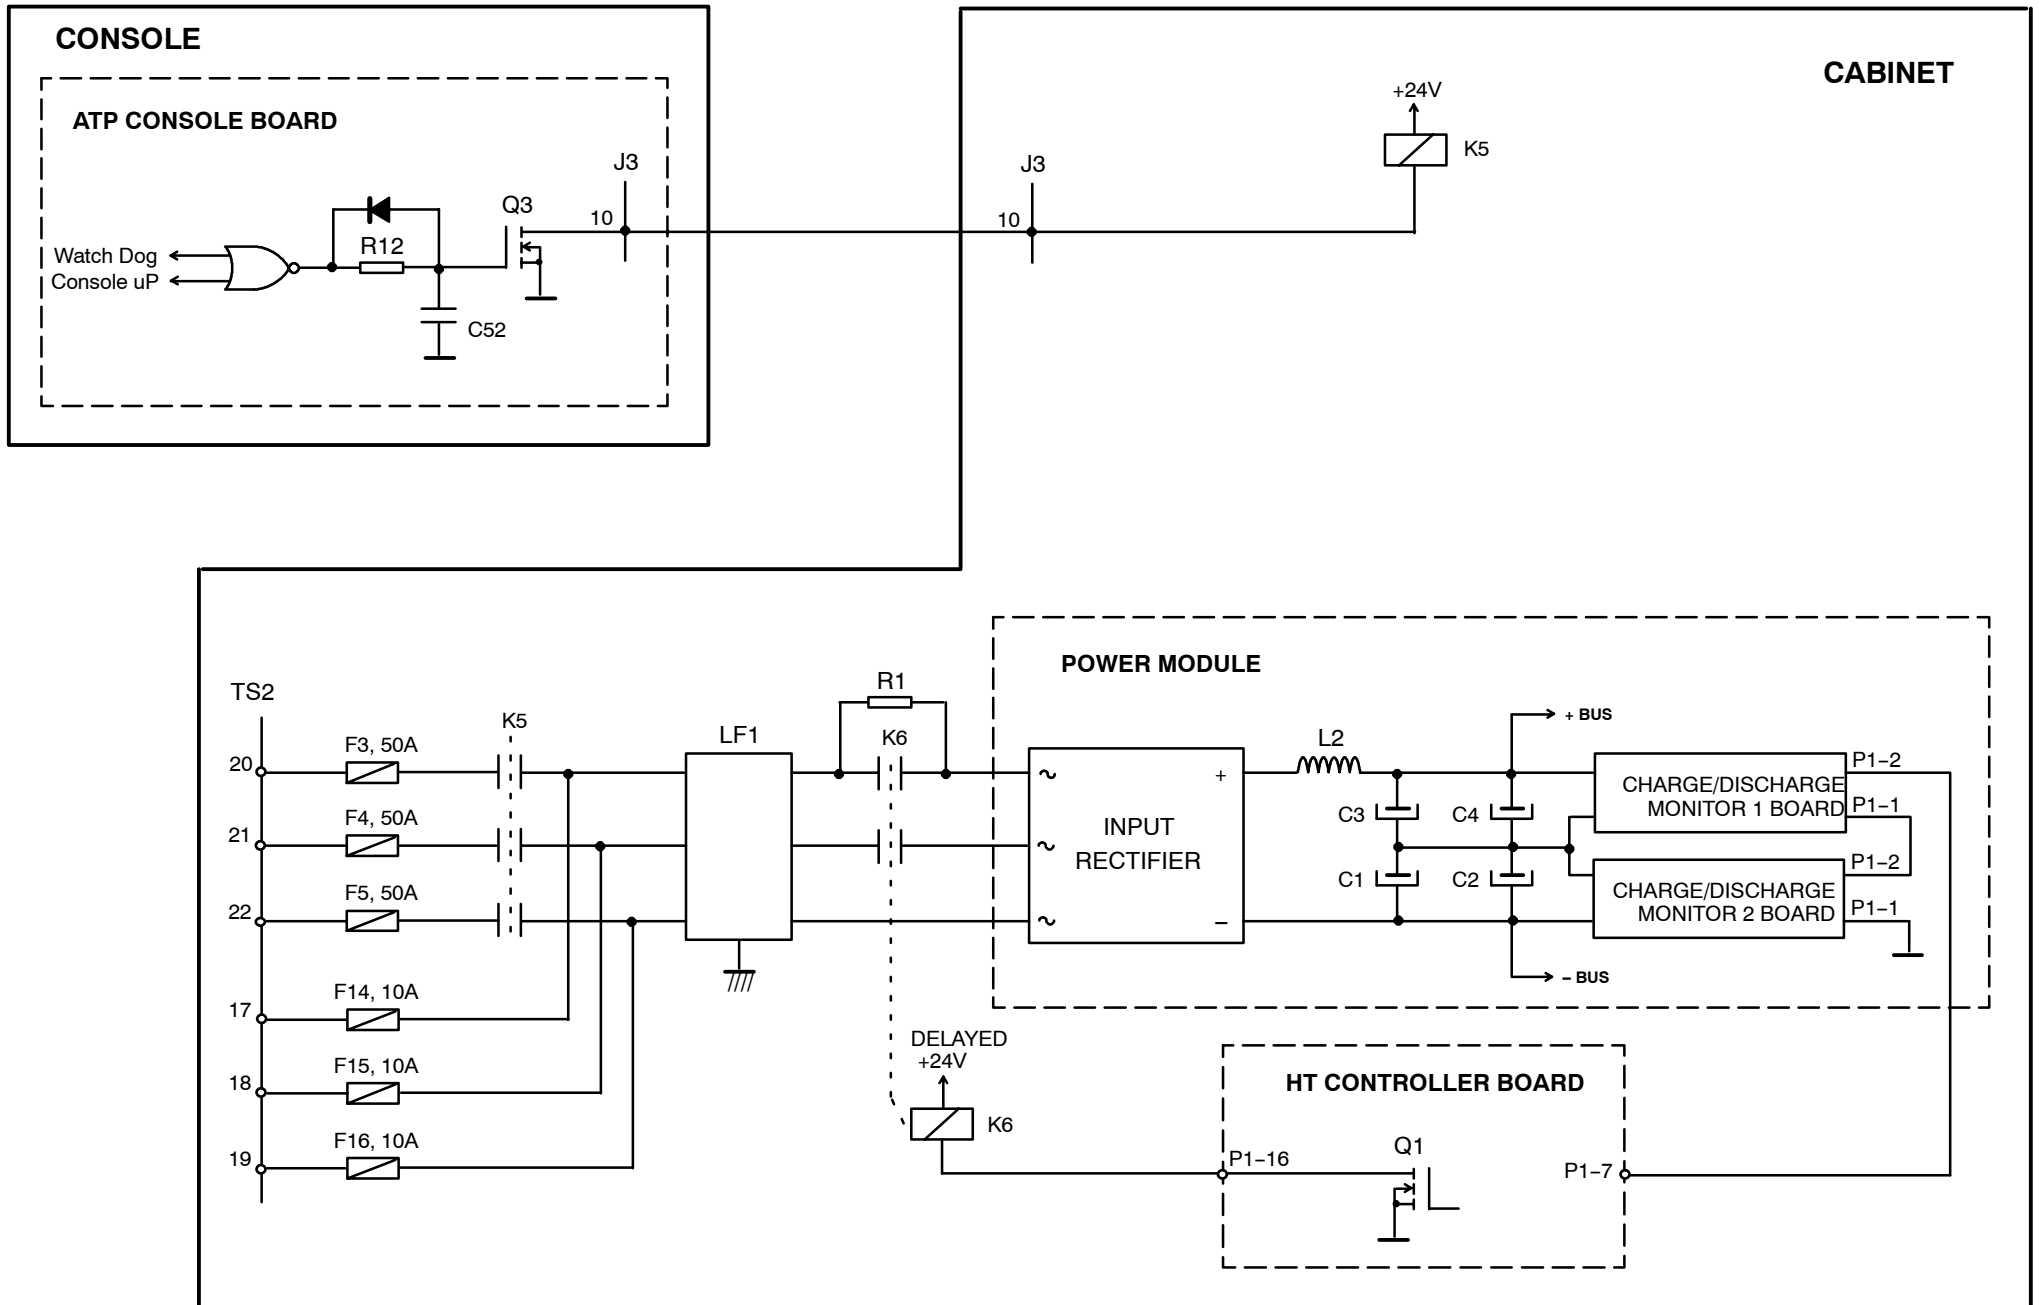 CONSOLE
CABINET
ATP CONSOLE BOARD
+24V
K5
J3
J3
Q3
10
10
R12
Watch Dog
Console uP
C52
POWER MODULE
TS2
R1
K5
LF1
K6
+ BUS
L2
F3, 50A
20
+
P1–2
CHARGE/DISCHARGE
MONITOR 1 BOARD
P1–1
C3
C4
F4, 50A
21
INPUT
RECTIFIER
P1–2
C1
C2
F5, 50A
22
CHARGE/DISCHARGE
MONITOR 2 BOARD
P1–1
–
– BUS
F14, 10A
17
DELAYED
+24V
F15, 10A
18
HT CONTROLLER BOARD
K6
F16, 10A
19
P1–16
Q1
P1–7